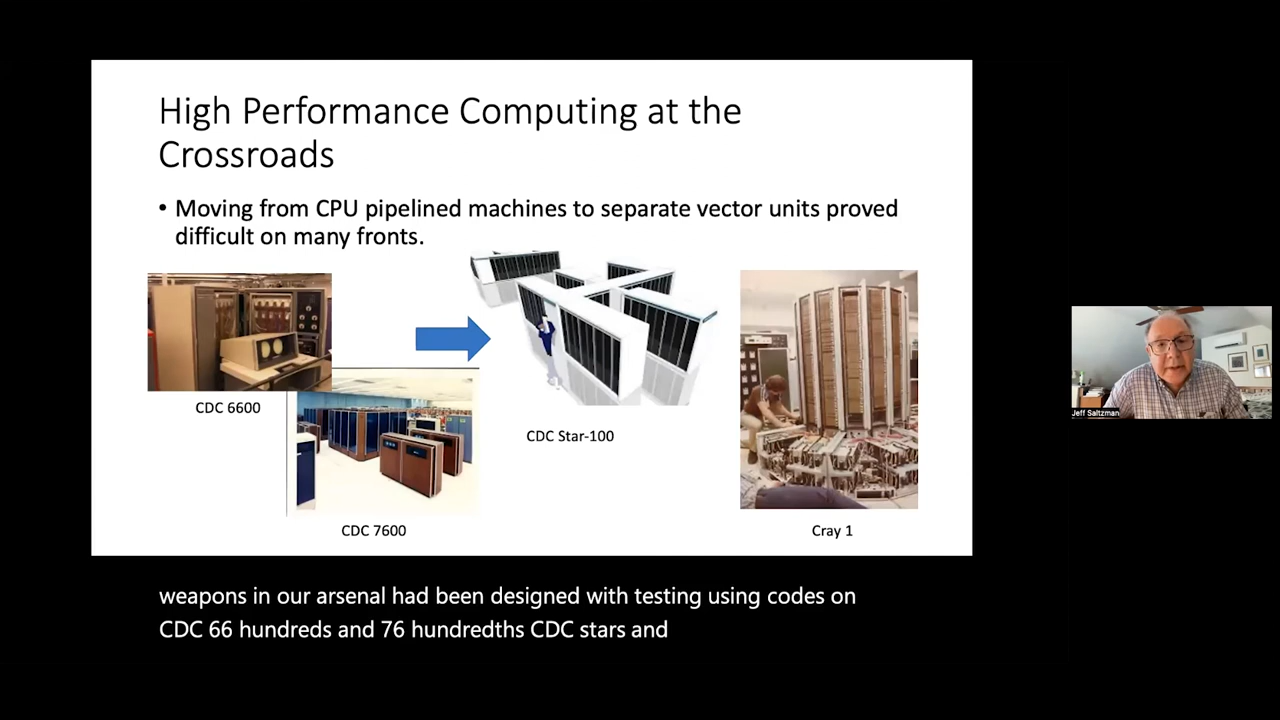 High Performance Computing at the
Crossroads
• Moving from CPU pipelined machines to separate vector units proved
difficult on many fronts.
CDC 6600
CDC Star-100
CDC 7600
Cray 1
Jeff Saltzman
weapons in our arsenal had been designed with testing using codes on
CDC 66 hundreds and 76 hundredths CDC stars and